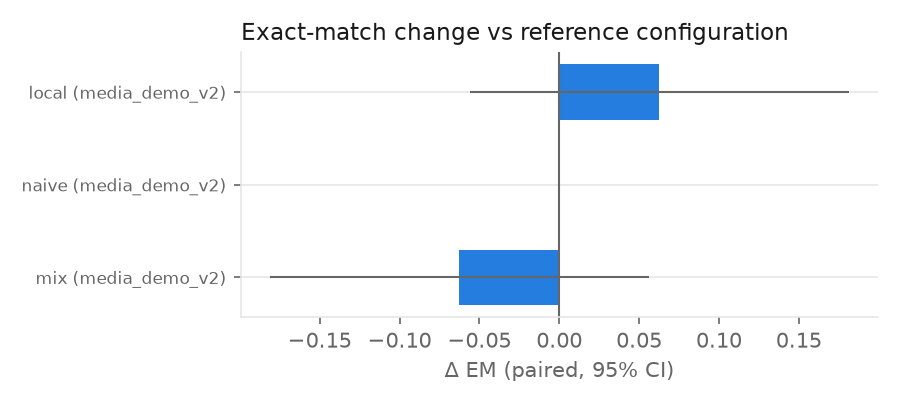 Exact-match change vs reference configuration
local (media_demo_v2)
naive (media_demo_v2)
mix (media_demo_v2)
−0.15 −0.10 −0.05 0.00 0.05 0.10 0.15
Δ EM (paired, 95% CI)